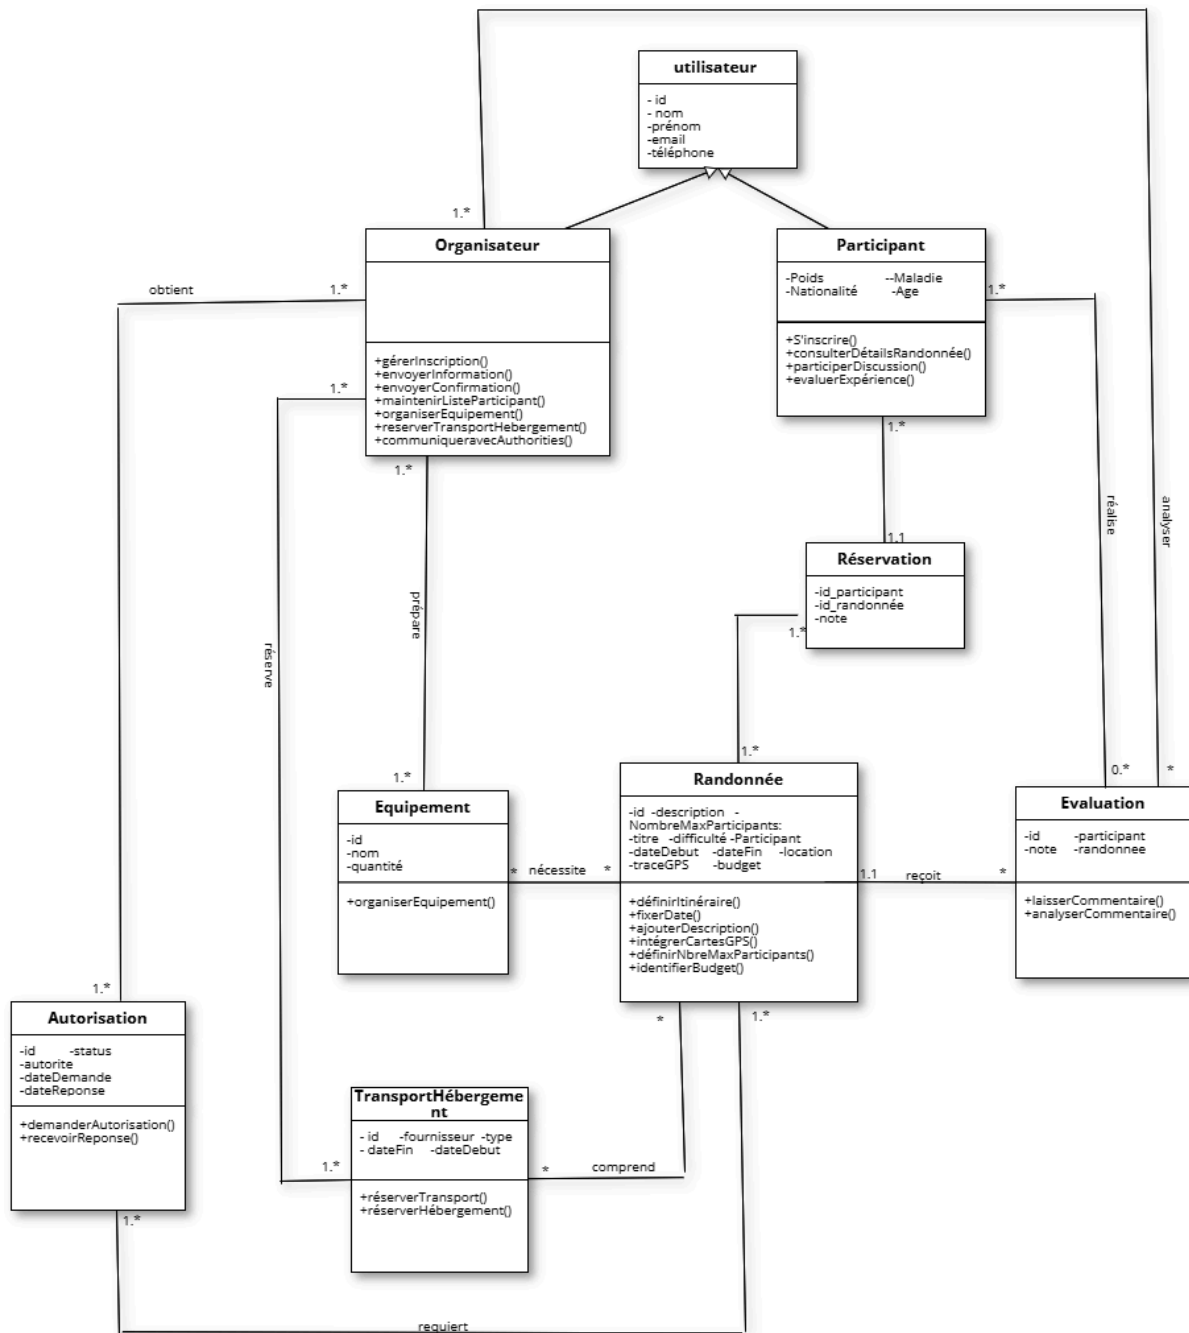 utilisateur
- id
- nom
-prénom
-email
-téléphone
1.*
Organisateur
+gérerInscription()
+envoyerInformation()
+envoyerConfirmation()
+maintenirListeParticipant()
+organiserEquipement()
+reserverTransportHebergement()
+communiqueravecAuthorities()
Participant
-Poids --Maladie
-Nationalité -Age
+S'inscrire()
+consulterDétailsRandonnée()
+participerDiscussion()
+evaluerExpérience()
obtient
1.*
1.*
1.*
1.*
1.*
réalise
analyser
1.1
Réservation
-id_participant
-id_randonnée
-note
1.*
prépare
réserve
1.*
1.*
0.*
*
Equipement
-id
-nom
-quantité
+organiserEquipement()
* nécessite *
Randonnée
-id -description -
NombreMaxParticipants:
-titre -difficulté -Participant
-dateDebut -dateFin -location
-traceGPS -budget
+définirItinéraire()
+fixerDate()
+ajouterDescription()
+intégrerCartesGPS()
+définirNbreMaxParticipants()
+identifierBudget()
1.1 reçoit *
Evaluation
-id -participant
-note -randonnee
+laisserCommentaire()
+analyserCommentaire()
1.*
Autorisation
-id -status
-autorite
-dateDemande
-dateReponse
+demanderAutorisation()
+recevoirReponse()
*
1.*
TransportHébergeme
nt
- id -fournisseur -type
- dateFin -dateDebut
+réserverTransport()
+réserverHébergement()
1.*
* comprend
1.*
requiert